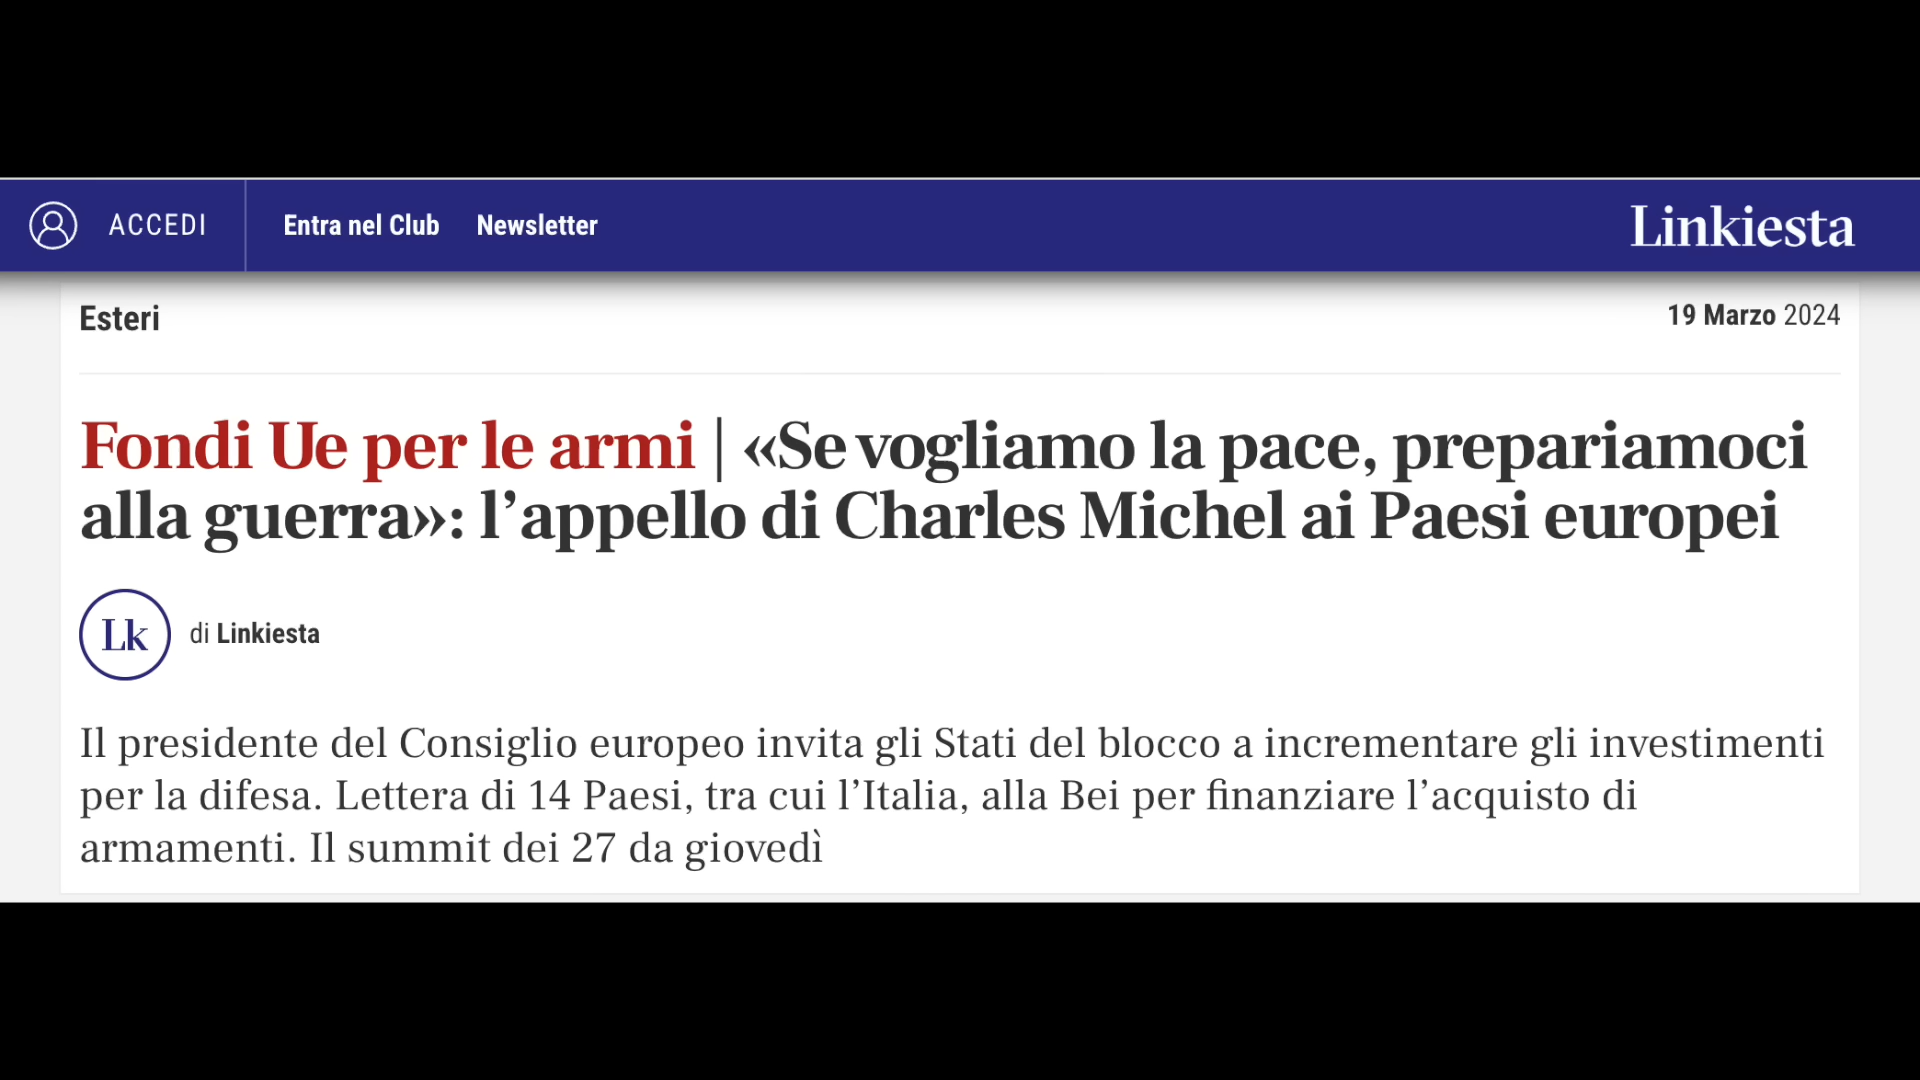 ACCEDI Entra nel Club Newsletter Linkiesta
Esteri 19 Marzo 2024
Fondi Ue per le armi | «Se vogliamo la pace, prepariamoci
alla guerra»: l’appello di Charles Michel ai Paesi europei
Lk di Linkiesta
Il presidente del Consiglio europeo invita gli Stati del blocco a incrementare gli investimenti
per la difesa. Lettera di 14 Paesi, tra cui l’Italia, alla Bei per finanziare l’acquisto di
armamenti. Il summit dei 27 da giovedì